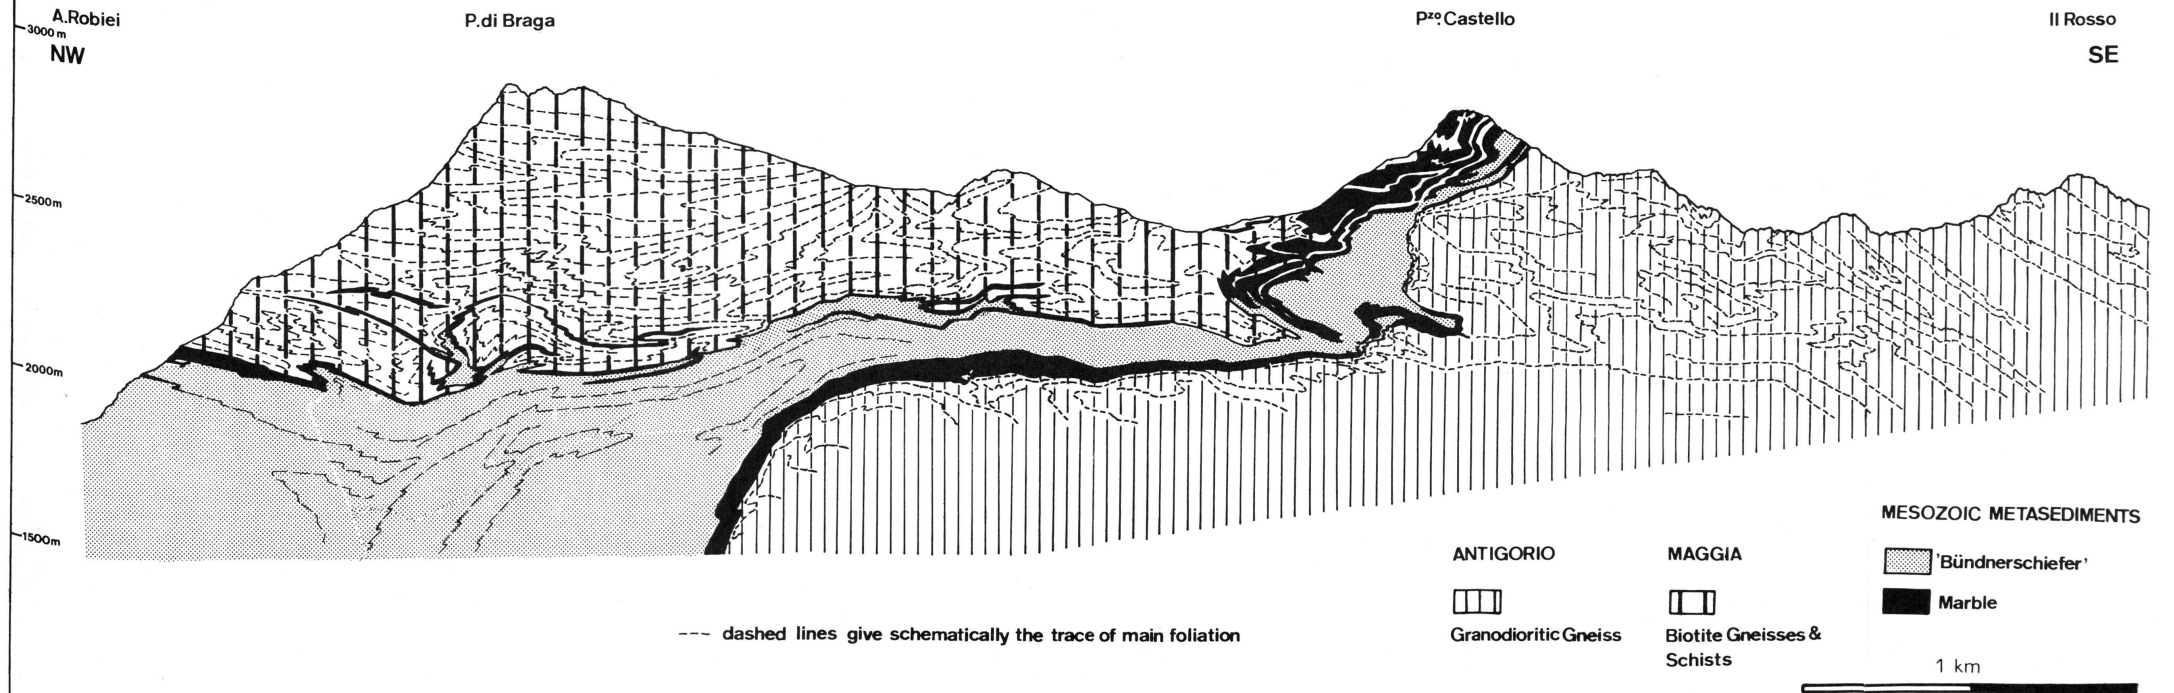 A.Robiei
P.di Braga
Pzo. Castello
Il Rosso
3000 m
NW
SE
2500m
2000m
1500m
MESOZOIC METASEDIMENTS
ANTIGORIO
MAGGIA
'Bündnerschiefer'
Marble
--- dashed lines give schematically the trace of main foliation
Granodioritic Gneiss
Biotite Gneisses &
Schists
1 km